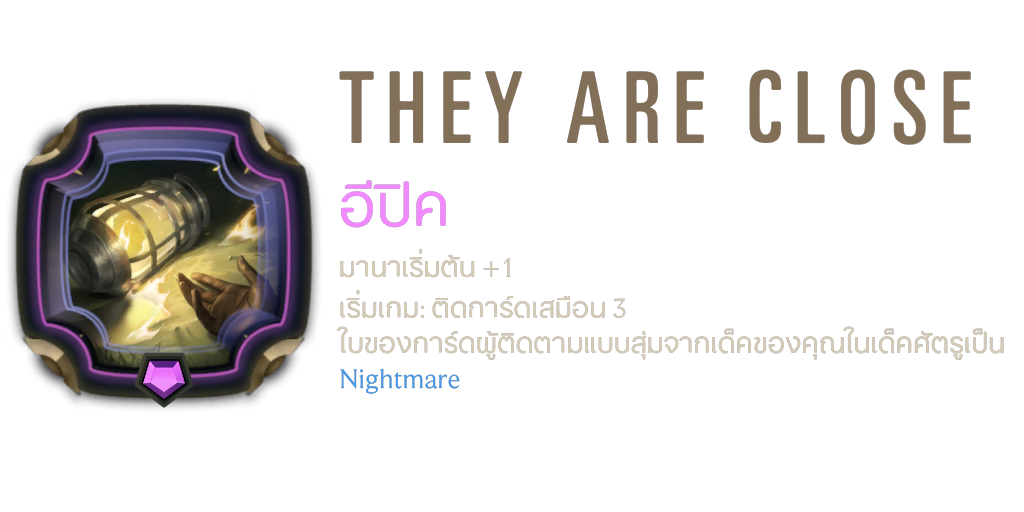 THEY ARE CLOSE
อีปิค
มานาเริ่มต้น +1
เริ่มเกม: ติดการ์ดเสมือน 3
ใบของการ์ดผู้ติดตามแบบสุ่มจากเด็คของคุณในเด็คศัตรูเป็น
Nightmare